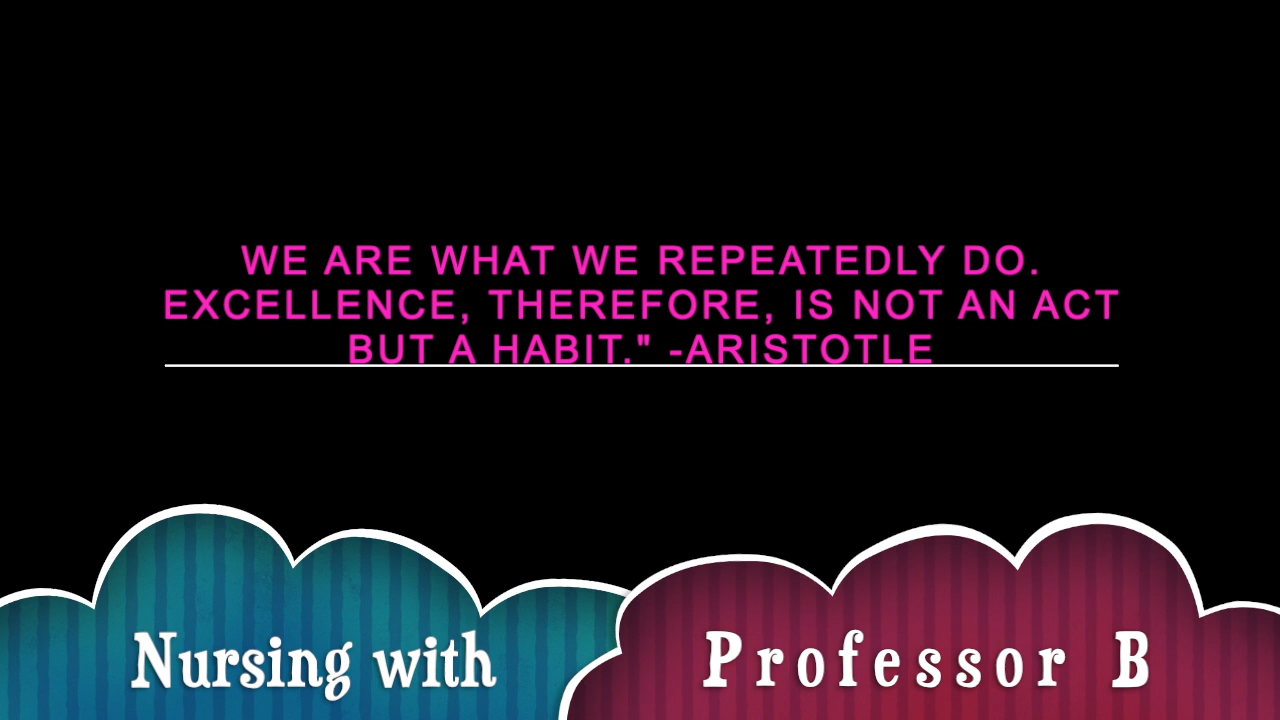 WE ARE WHAT WE REPEATEDLY DO.
EXCELLENCE, THEREFORE, IS NOT AN ACT
BUT A HABIT." -ARISTOTLE
Nursing with
Professor B